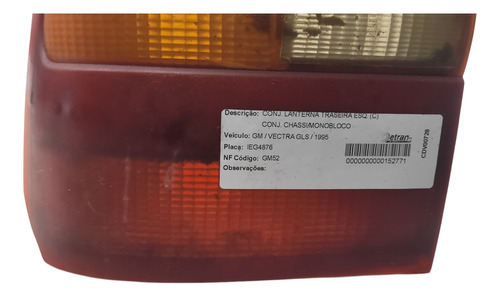 Descrição: CONJ. LANTERNA TRASEIRA ESQ. (C)
CONJ. CHASSI/MONOBLOCO
Veículo: GM / VECTRA GLS / 1995
Placa: IEG4876
NF Código: GM52
Observações:
Detran
0000000000152771
CDV00728